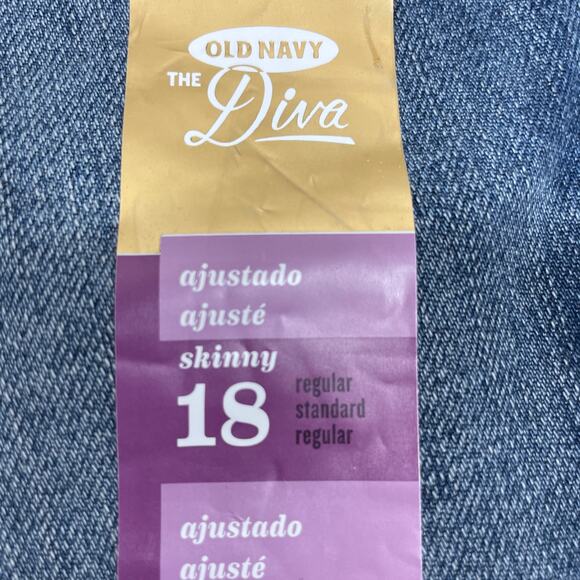 OLD NAVY
THE Diva
ajustado
ajusté
skinny
18
regular
standard
regular
ajustado
ajusté